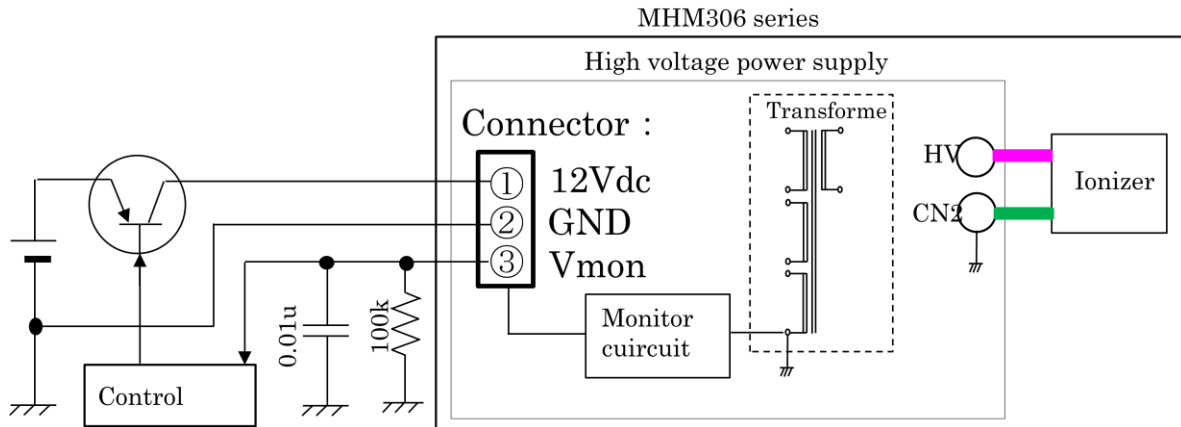 MHM306 series
High voltage power supply
Transforme
Connector :
① 12Vdc
② GND
③ Vmon
HV
CN2
Ionizer
Monitor
cuircuit
0.01u
100k
Control